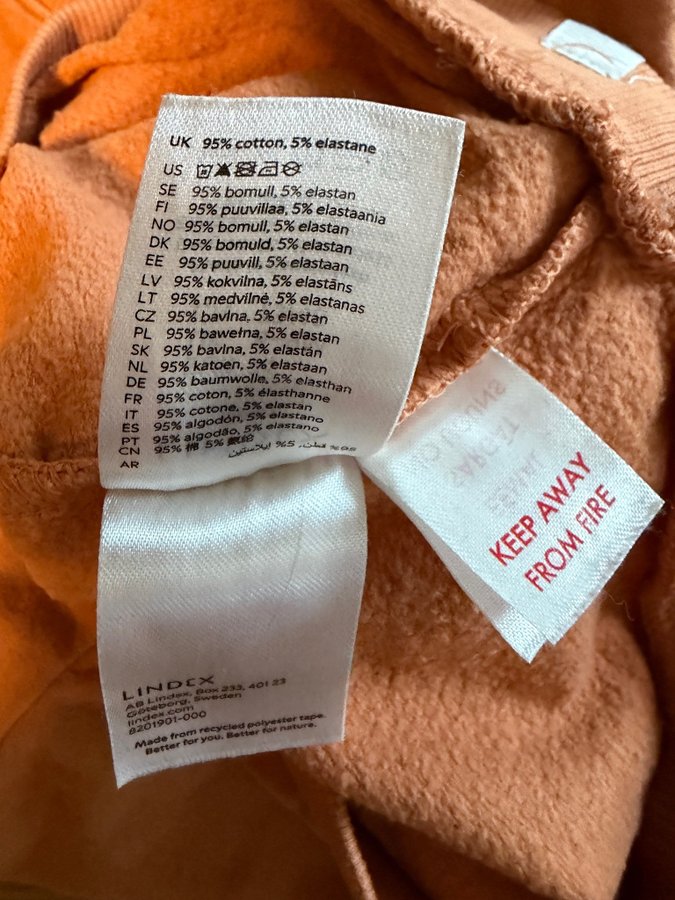 UK 95% cotton, 5% elastane
US
SE 95% bomull, 5% elastan
FI 95% puuvillaa, 5% elastaania
NO 95% bomull, 5% elastan
DK 95% bomuld, 5% elastan
EE 95% puuvill, 5% elastaan
LV 95% kokvilna, 5% elastāns
LT 95% medvilnė, 5% elastanas
CZ 95% bavlna, 5% elastan
PL 95% bawełna, 5% elastan
SK 95% bavlna, 5% elastán
NL 95% katoen, 5% elastaan
DE 95% baumwolle, 5% elasthan
FR 95% coton, 5% élasthanne
IT 95% cotone, 5% elastan
ES 95% algodón, 5% elastano
PT 95% algodão, 5% elastano
CN 95% 棉 5% 氨纶
AR 95% قطن, 5% إيلاستين
KEEP AWAY
FROM FIRE
LINDEX
AB Lindex, Box 233, 401 23
Göteborg, Sweden
lindex.com
8201901-000
Made from recycled polyester tape.
Better for you. Better for nature.